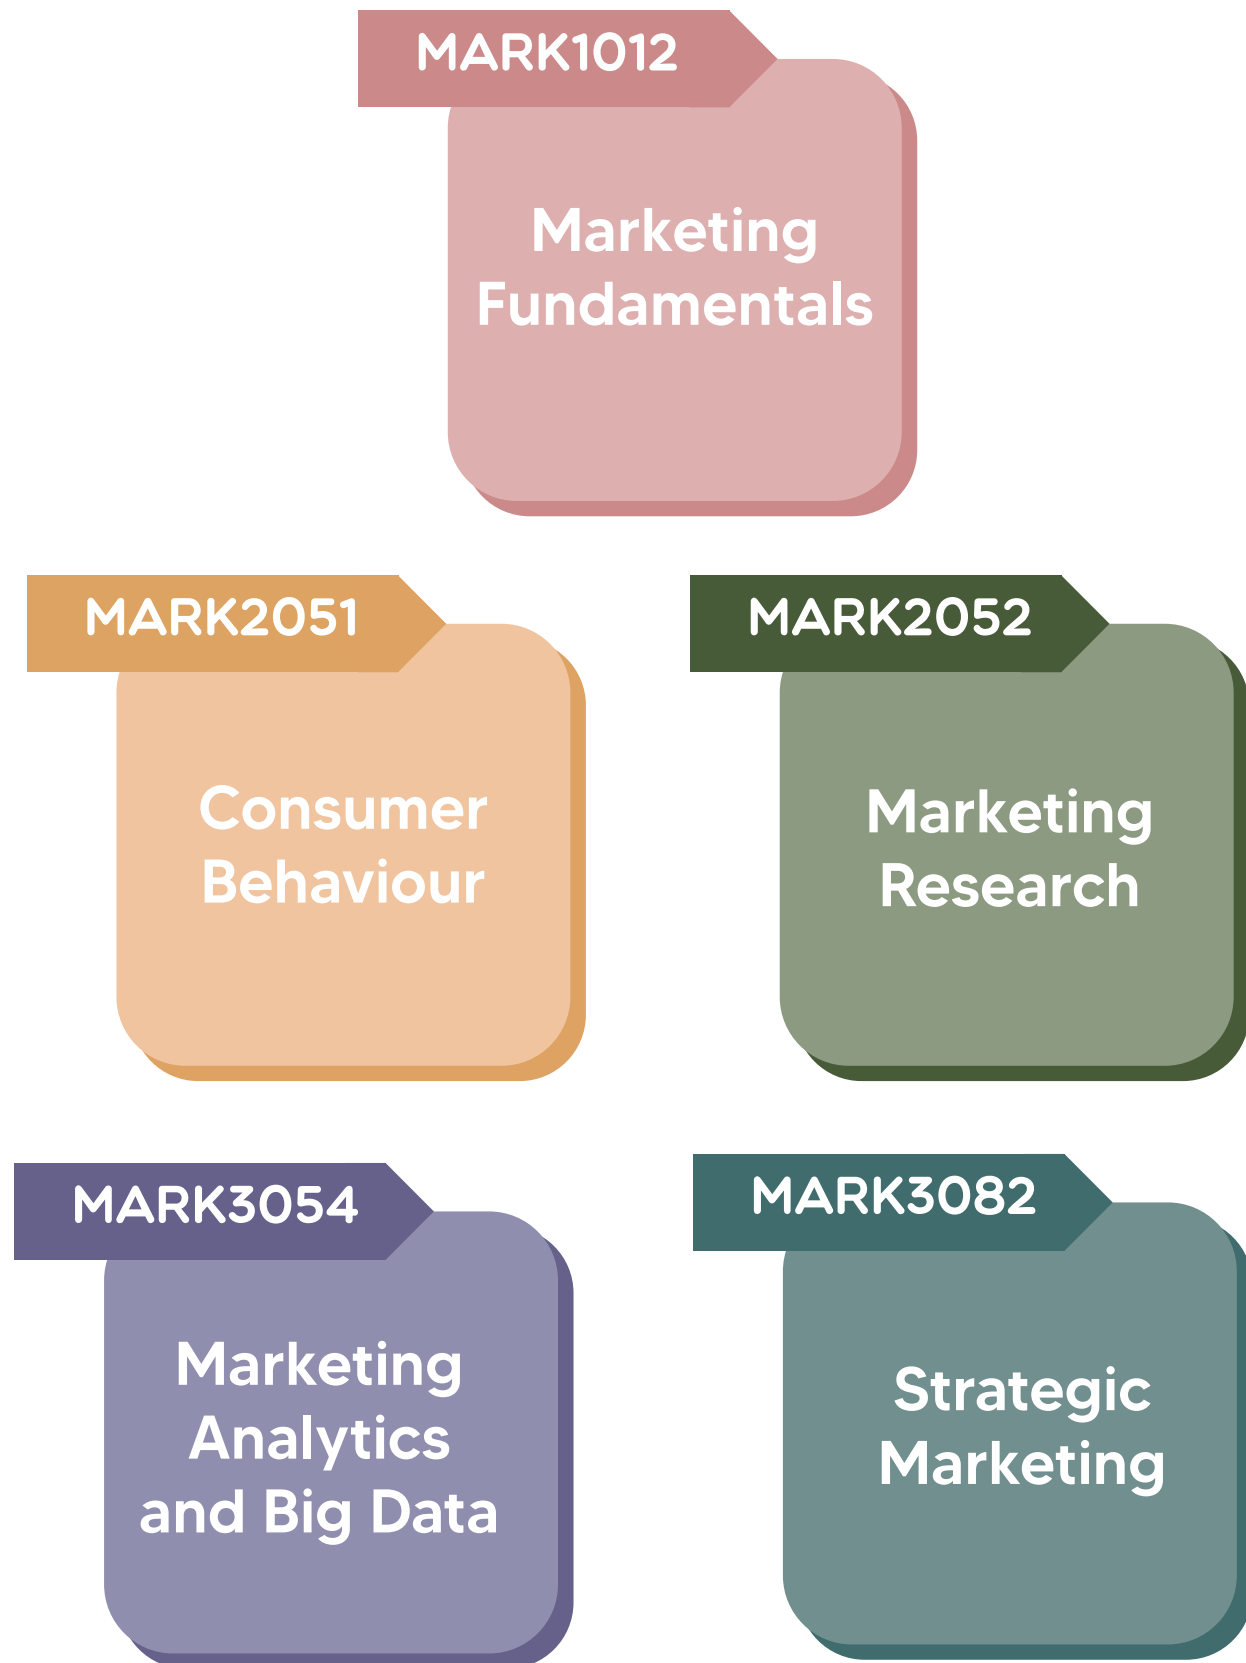 MARK1012
Marketing
Fundamentals
MARK2051
Consumer
Behaviour
MARK2052
Marketing
Research
MARK3054
Marketing
Analytics
and Big Data
MARK3082
Strategic
Marketing